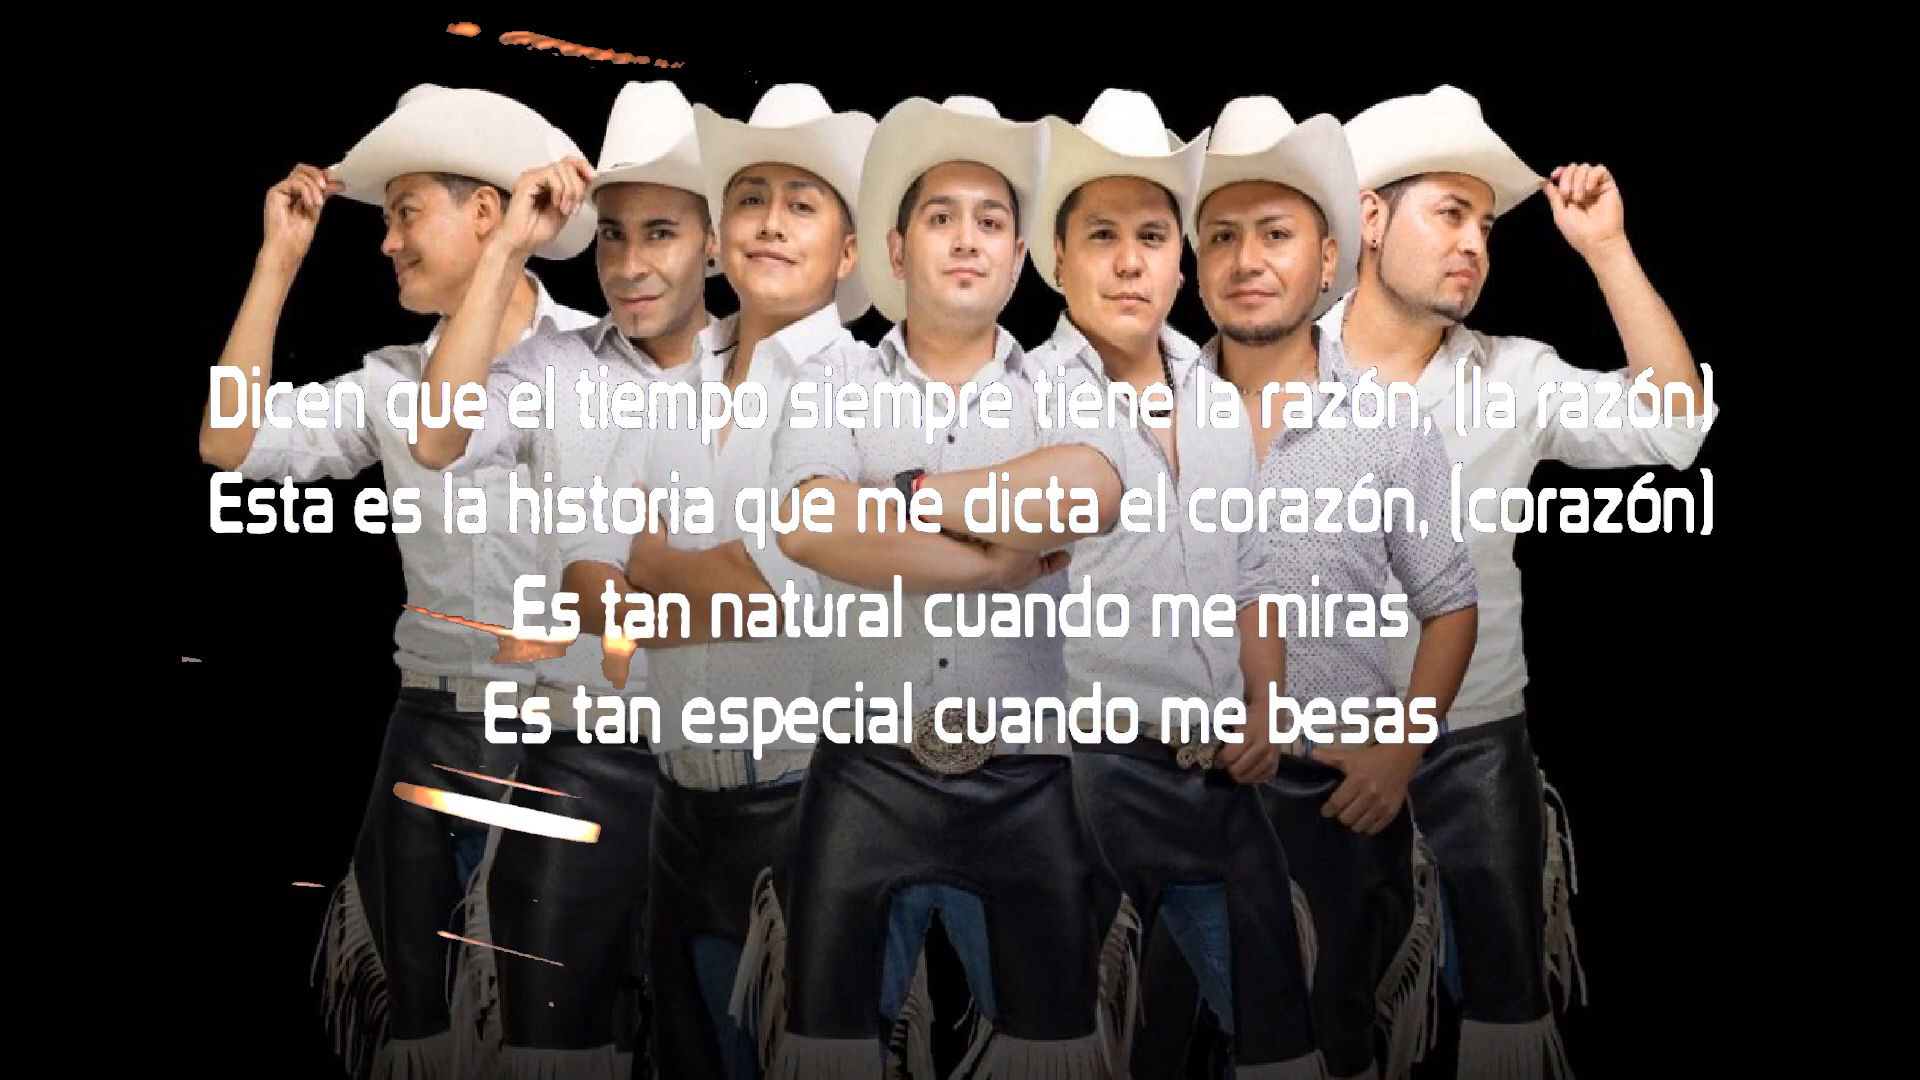 Dicen que el tiempo siempre tiene la razón, (la razón)
Esta es la historia que me dicta el corazón, (corazón)
Es tan natural cuando me miras
Es tan especial cuando me besas